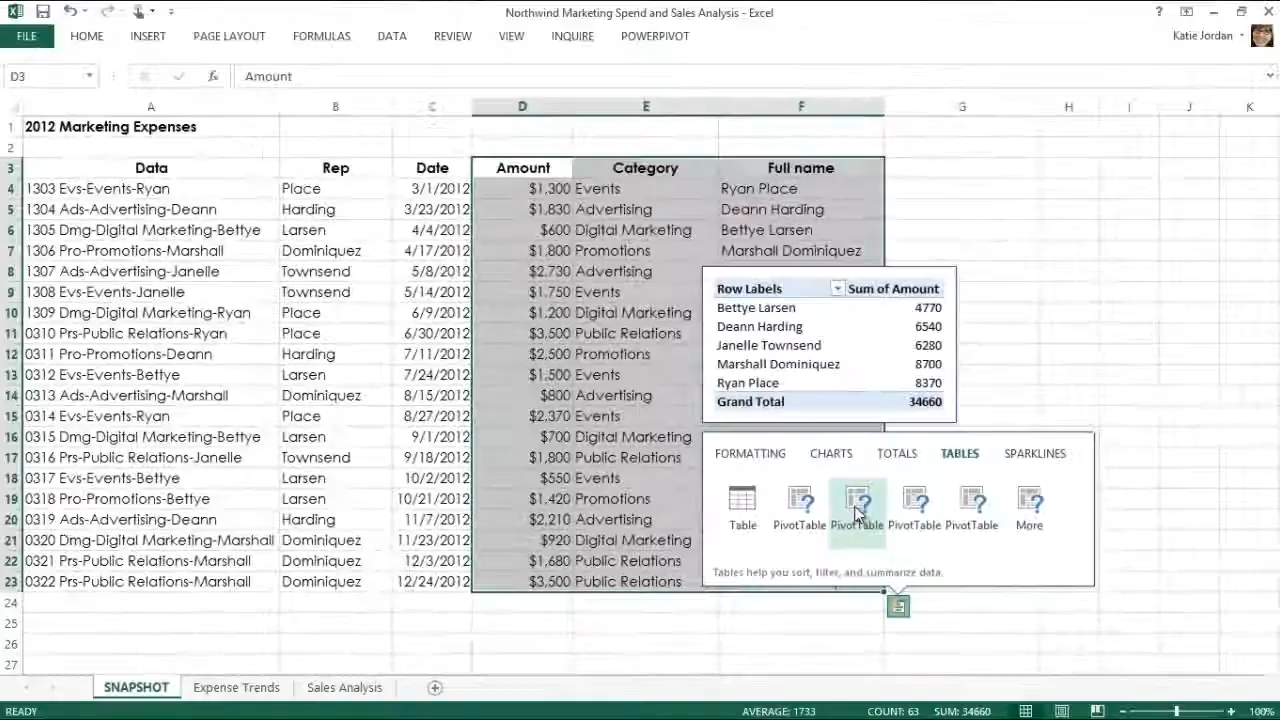 Northwind Marketing Spend and Sales Analysis - Excel
FILE HOME INSERT PAGE LAYOUT FORMULAS DATA REVIEW VIEW INQUIRE POWERPIVOT Katie Jordan
D3 fx Amount
A B C D E F G H I J K
1 2012 Marketing Expenses
2
3 Data Rep Date Amount Category Full name
4 1303 Evs-Events-Ryan Place 3/1/2012 $1,300 Events Ryan Place
5 1304 Ads-Advertising-Deann Harding 3/23/2012 $1,830 Advertising Deann Harding
6 1305 Dmg-Digital Marketing-Bettye Larsen 4/4/2012 $600 Digital Marketing Bettye Larsen
7 1306 Pro-Promotions-Marshall Dominiquez 4/17/2012 $1,800 Promotions Marshall Dominiquez
8 1307 Ads-Advertising-Janelle Townsend 5/8/2012 $2,730 Advertising
9 1308 Evs-Events-Janelle Townsend 5/14/2012 $1,750 Events
10 1309 Dmg-Digital Marketing-Ryan Place 6/9/2012 $1,200 Digital Marketing
11 0310 Prs-Public Relations-Ryan Place 6/30/2012 $3,500 Public Relations
12 0311 Pro-Promotions-Deann Harding 7/11/2012 $2,500 Promotions
13 0312 Evs-Events-Bettye Larsen 7/24/2012 $1,500 Events
14 0313 Ads-Advertising-Marshall Dominiquez 8/15/2012 $800 Advertising
15 0314 Evs-Events-Ryan Place 8/27/2012 $2,370 Events
16 0315 Dmg-Digital Marketing-Bettye Larsen 9/1/2012 $700 Digital Marketing
17 0316 Prs-Public Relations-Janelle Townsend 9/18/2012 $1,800 Public Relations
18 0317 Evs-Events-Bettye Larsen 10/2/2012 $550 Events
19 0318 Pro-Promotions-Bettye Larsen 10/21/2012 $1,420 Promotions
20 0319 Ads-Advertising-Deann Harding 11/7/2012 $2,210 Advertising
21 0320 Dmg-Digital Marketing-Marshall Dominiquez 11/23/2012 $920 Digital Marketing
22 0321 Prs-Public Relations-Marshall Dominiquez 12/3/2012 $1,680 Public Relations
23 0322 Prs-Public Relations-Marshall Dominiquez 12/24/2012 $3,500 Public Relations
24
25
26
27
Row Labels Sum of Amount
Bettye Larsen 4770
Deann Harding 6540
Janelle Townsend 6280
Marshall Dominiquez 8700
Ryan Place 8370
Grand Total 34660
FORMATTING CHARTS TOTALS TABLES SPARKLINES
Table PivotTable PivotTable PivotTable PivotTable More
Tables help you sort, filter, and summarize data.
SNAPSHOT Expense Trends Sales Analysis
READY AVERAGE: 1733 COUNT: 63 SUM: 34660 100%